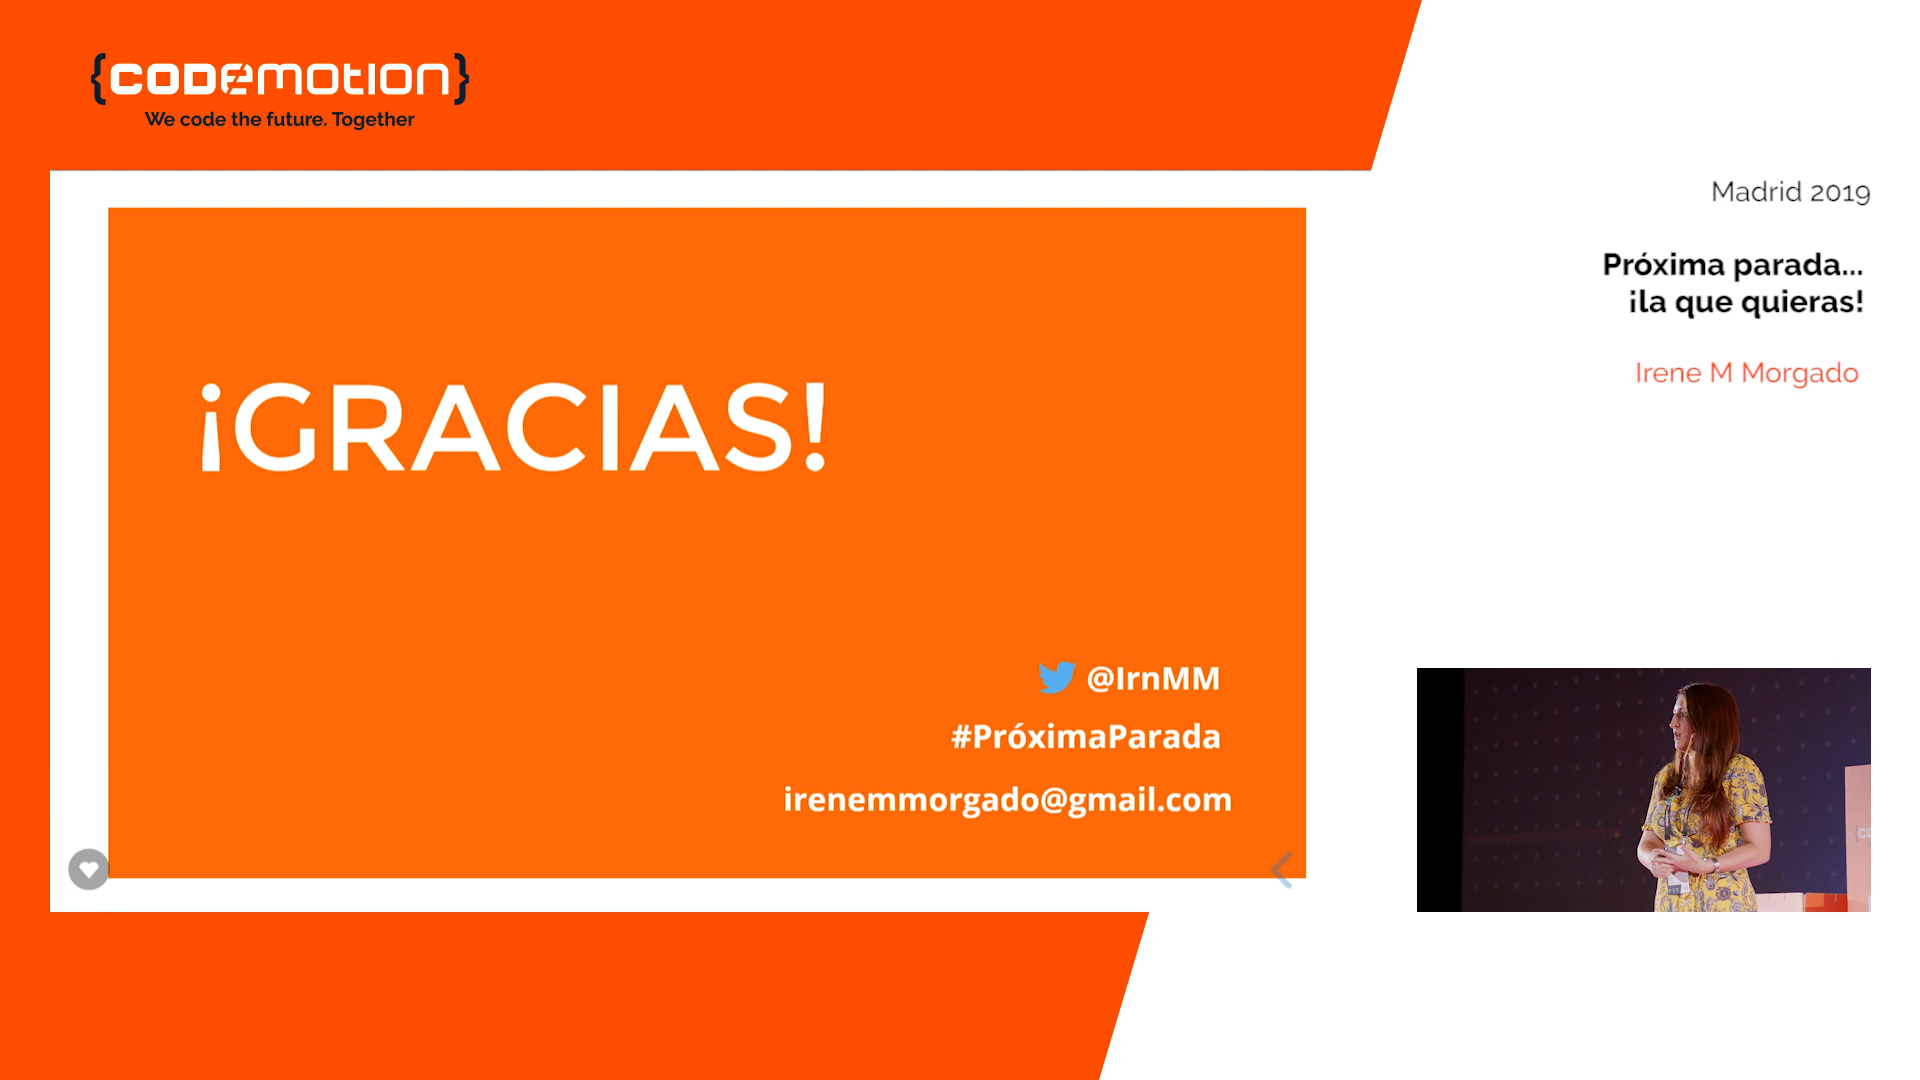 {CODEMOTION}
We code the future. Together
Madrid 2019
Próxima parada...
¡la que quieras!
Irene M Morgado
¡GRACIAS!
@IrnMM
#PróximaParada
irenemmorgado@gmail.com